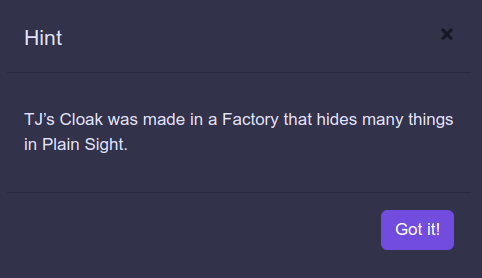 Hint
TJ’s Cloak was made in a Factory that hides many things
in Plain Sight.
Got it!